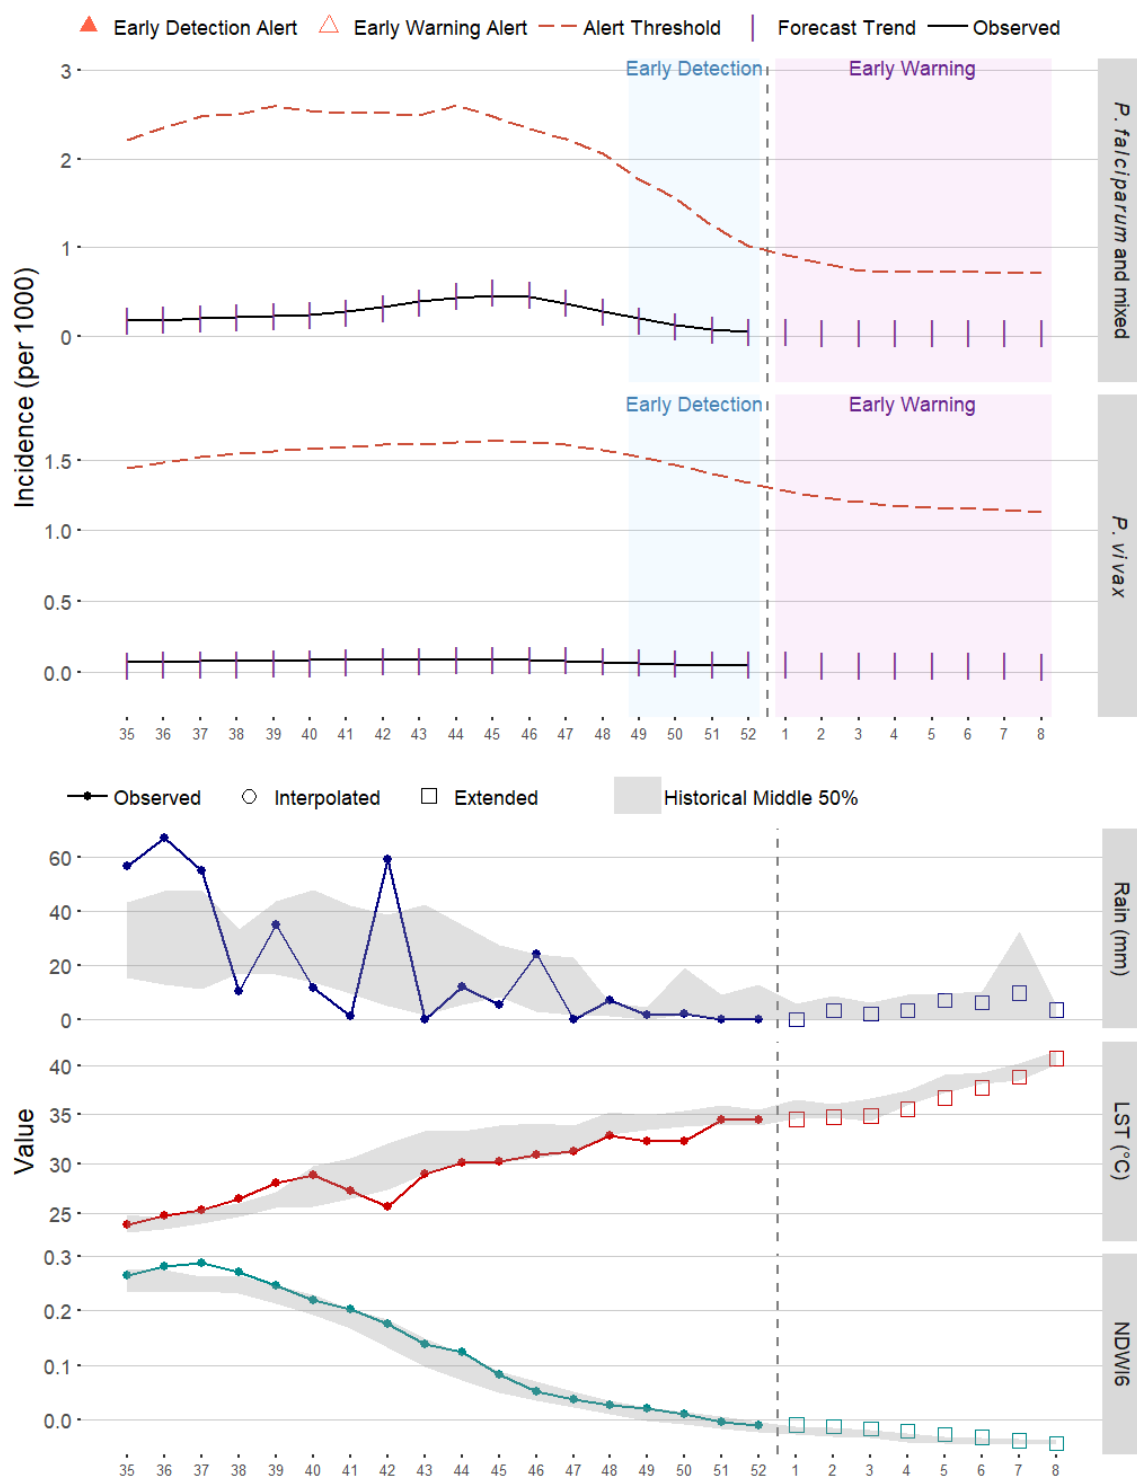 Early Detection Alert Early Warning Alert Alert Threshold Forecast Trend Observed
Incidence (per 1000)
Early Detection Early Warning
3
2
1
0
P. falciparum and mixed
Early Detection Early Warning
1.5
1.0
0.5
0.0
P. vivax
35 36 37 38 39 40 41 42 43 44 45 46 47 48 49 50 51 52 1 2 3 4 5 6 7 8
Observed Interpolated Extended Historical Middle 50%
Value
60
40
20
0
Rain (mm)
40
35
30
25
LST (°C)
0.3
0.2
0.1
0.0
NDWI6
35 36 37 38 39 40 41 42 43 44 45 46 47 48 49 50 51 52 1 2 3 4 5 6 7 8